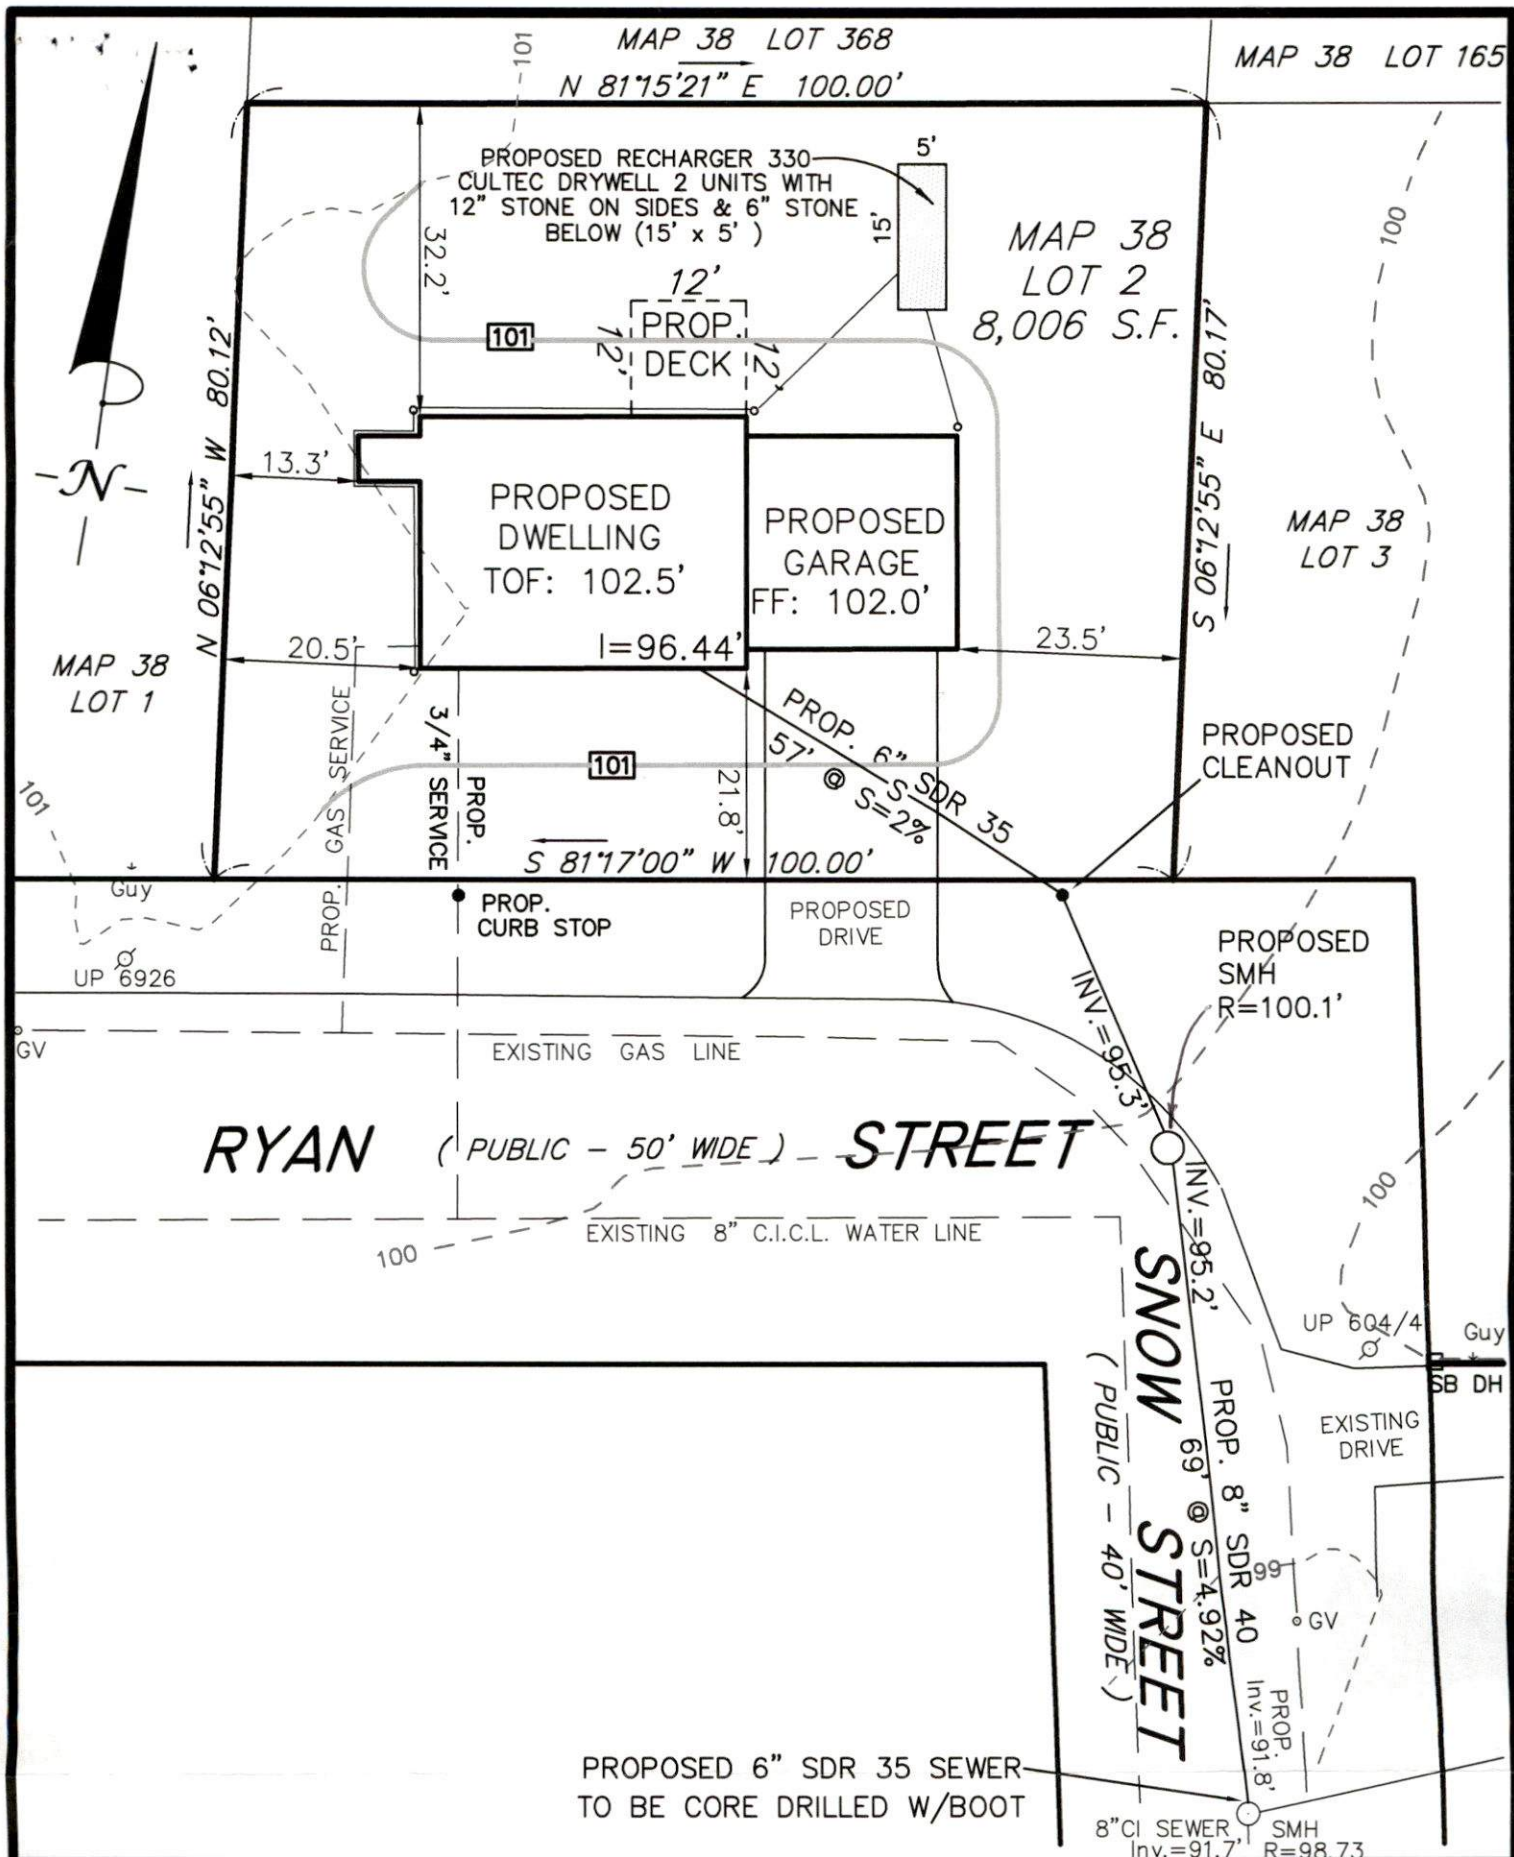 MAP 38 LOT 368
N 81°15'21" E 100.00'
MAP 38 LOT 165
101
PROPOSED RECHARGER 330
CULTEC DRYWELL 2 UNITS WITH
12" STONE ON SIDES & 6" STONE
BELOW (15' x 5' )
5'
15'
32.2'
MAP 38
LOT 2
8,006 S.F.
100
12'
PROP.
DECK
12'
12'
101
N 06°12'55" W 80.12'
S 06°12'55" E 80.17'
-N-
13.3'
PROPOSED
DWELLING
TOF: 102.5'
I=96.44'
PROPOSED
GARAGE
FF: 102.0'
MAP 38
LOT 3
MAP 38
LOT 1
20.5'
23.5'
PROP. GAS SERVICE
PROP.
3/4" SERVICE
101
21.8'
PROP. 6" SDR 35
57' @ S=2%
S
PROPOSED
CLEANOUT
101
S 81°17'00" W 100.00'
Guy
UP 6926
PROP.
CURB STOP
PROPOSED
DRIVE
PROPOSED
SMH
R=100.1'
INV.=95.3'
GV
EXISTING GAS LINE
RYAN ( PUBLIC - 50' WIDE ) STREET
INV.=95.2'
100
100
EXISTING 8" C.I.C.L. WATER LINE
SNOW STREET
( PUBLIC - 40' WIDE )
UP 604/4
Guy
SB DH
EXISTING
DRIVE
PROP. 8" SDR 40
69' @ S=4.92%
99
GV
PROP.
Inv.=91.8'
PROPOSED 6" SDR 35 SEWER
TO BE CORE DRILLED W/BOOT
8"CI SEWER
Inv.=91.7'
SMH
R=98.73